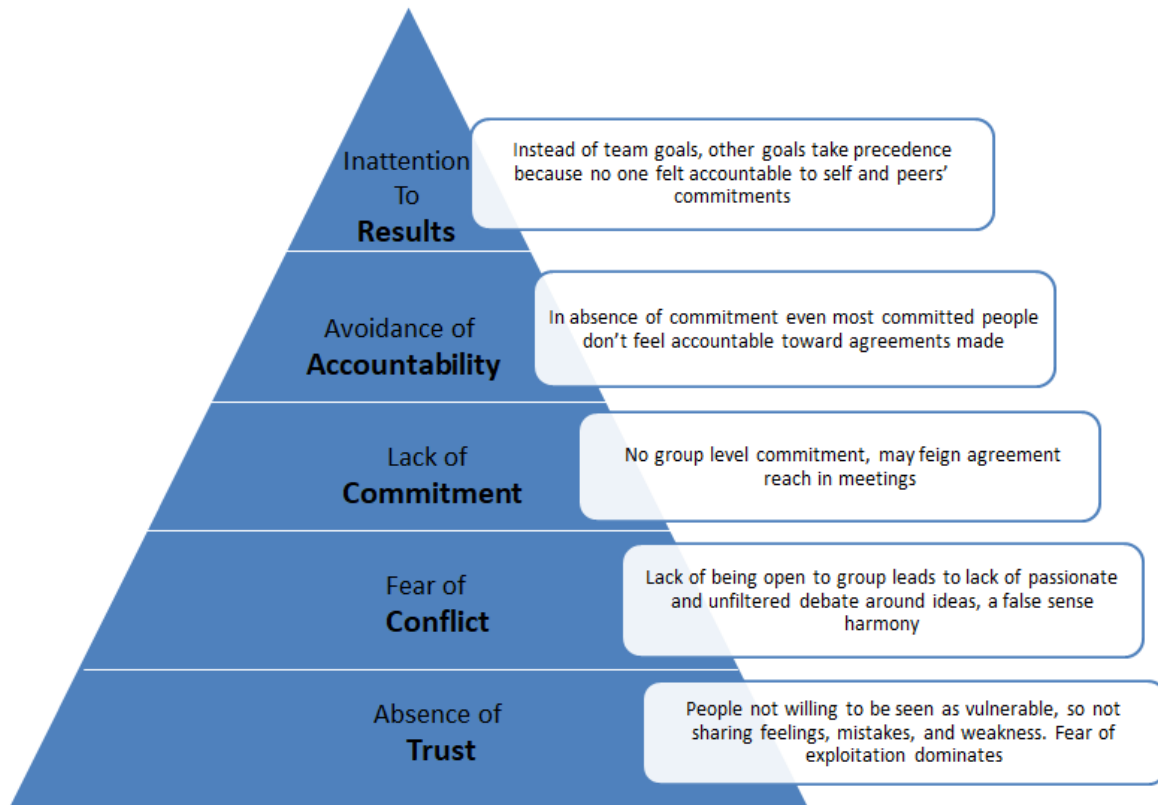 Inattention
To
Results
Instead of team goals, other goals take precedence
because no one felt accountable to self and peers’
commitments
Avoidance of
Accountability
In absence of commitment even most committed people
don’t feel accountable toward agreements made
Lack of
Commitment
No group level commitment, may feign agreement
reach in meetings
Fear of
Conflict
Lack of being open to group leads to lack of passionate
and unfiltered debate around ideas, a false sense
harmony
Absence of
Trust
People not willing to be seen as vulnerable, so not
sharing feelings, mistakes, and weakness. Fear of
exploitation dominates